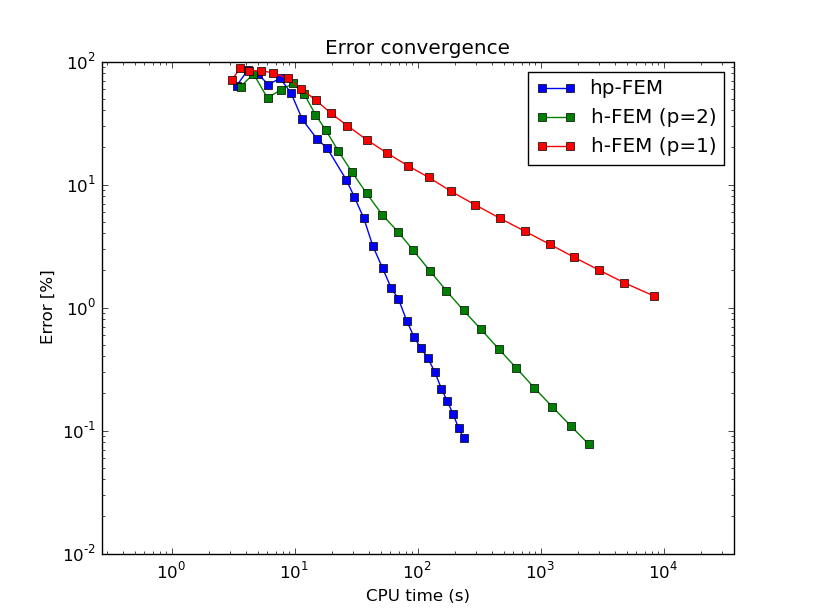 Error convergence
10^2
10^1
10^0
10^-1
10^-2
Error [%]
hp-FEM
h-FEM (p=2)
h-FEM (p=1)
10^0 10^1 10^2 10^3 10^4
CPU time (s)